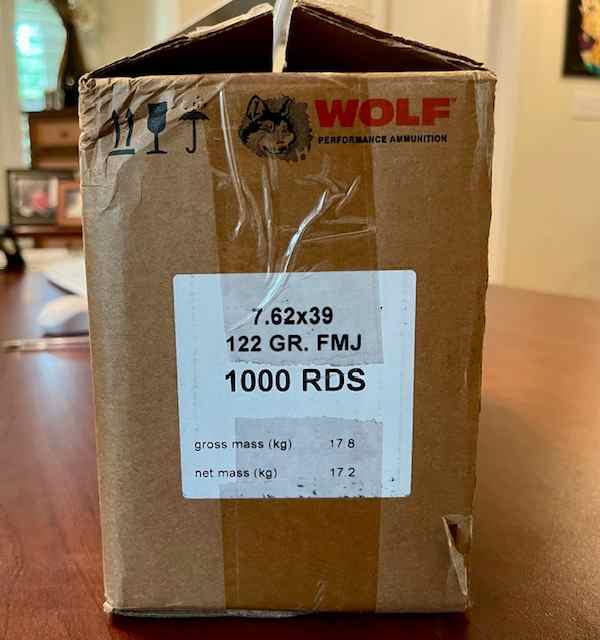 WOLF
PERFORMANCE AMMUNITION
7.62x39
122 GR. FMJ
1000 RDS
gross mass (kg) 17 8
net mass (kg) 17 2